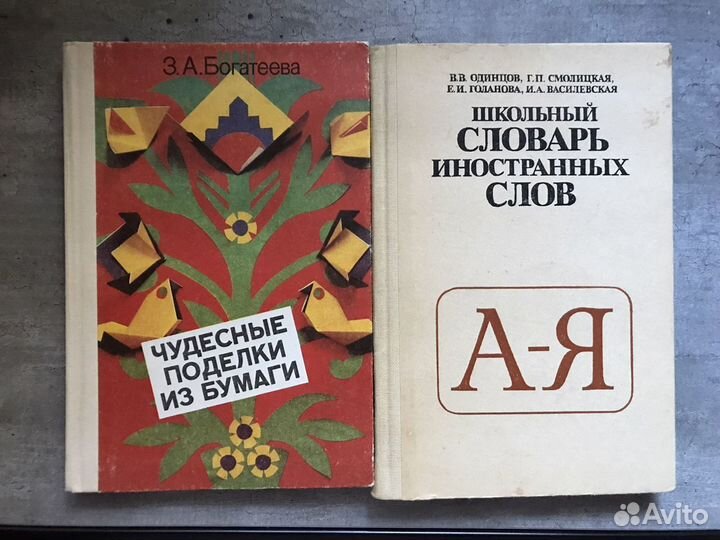 З. А. Богатеева
ЧУДЕСНЫЕ
ПОДЕЛКИ
ИЗ БУМАГИ
В. В. ОДИНЦОВ, Г. П. СМОЛИЦКАЯ,
Е. И. ГОЛАНОВА, И. А. ВАСИЛЕВСКАЯ
ШКОЛЬНЫЙ
СЛОВАРЬ
ИНОСТРАННЫХ
СЛОВ
А-Я
Avito